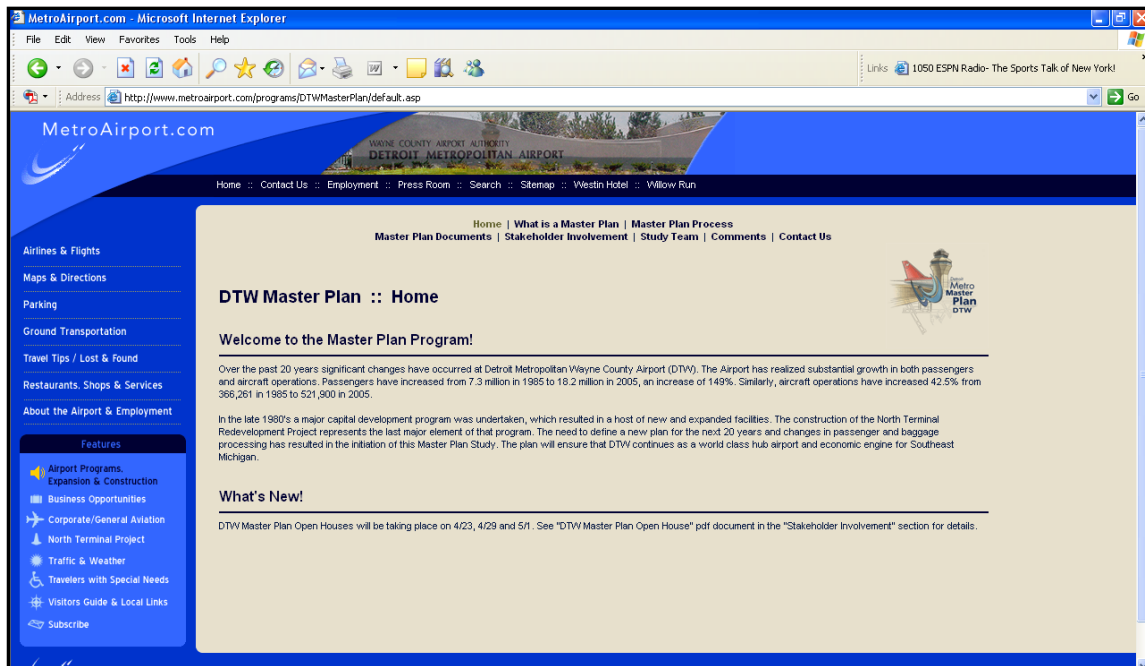 MetroAirport.com - Microsoft Internet Explorer
File Edit View Favorites Tools Help
Links 1050 ESPN Radio- The Sports Talk of New York!
Address http://www.metroairport.com/programs/DTWMasterPlan/default.asp Go
MetroAirport.com
WAYNE COUNTY AIRPORT AUTHORITY
DETROIT METROPOLITAN AIRPORT
Home :: Contact Us :: Employment :: Press Room :: Search :: Sitemap :: Westin Hotel :: Willow Run
Home | What is a Master Plan | Master Plan Process
Master Plan Documents | Stakeholder Involvement | Study Team | Comments | Contact Us
Airlines & Flights
Maps & Directions
Parking
Ground Transportation
Travel Tips / Lost & Found
Restaurants, Shops & Services
About the Airport & Employment
Features
Airport Programs,
Expansion & Construction
Business Opportunities
Corporate/General Aviation
North Terminal Project
Traffic & Weather
Travelers with Special Needs
Visitors Guide & Local Links
Subscribe
Detroit
Metro
Master
Plan
DTW
DTW Master Plan :: Home
Welcome to the Master Plan Program!
Over the past 20 years significant changes have occurred at Detroit Metropolitan Wayne County Airport (DTW). The Airport has realized substantial growth in both passengers
and aircraft operations. Passengers have increased from 7.3 million in 1985 to 18.2 million in 2005, an increase of 149%. Similarly, aircraft operations have increased 42.5% from
366,261 in 1985 to 521,900 in 2005.
In the late 1980's a major capital development program was undertaken, which resulted in a host of new and expanded facilities. The construction of the North Terminal
Redevelopment Project represents the last major element of that program. The need to define a new plan for the next 20 years and changes in passenger and baggage
processing has resulted in the initiation of this Master Plan Study. The plan will ensure that DTW continues as a world class hub airport and economic engine for Southeast
Michigan.
What's New!
DTW Master Plan Open Houses will be taking place on 4/23, 4/29 and 5/1. See "DTW Master Plan Open House" pdf document in the "Stakeholder Involvement" section for details.